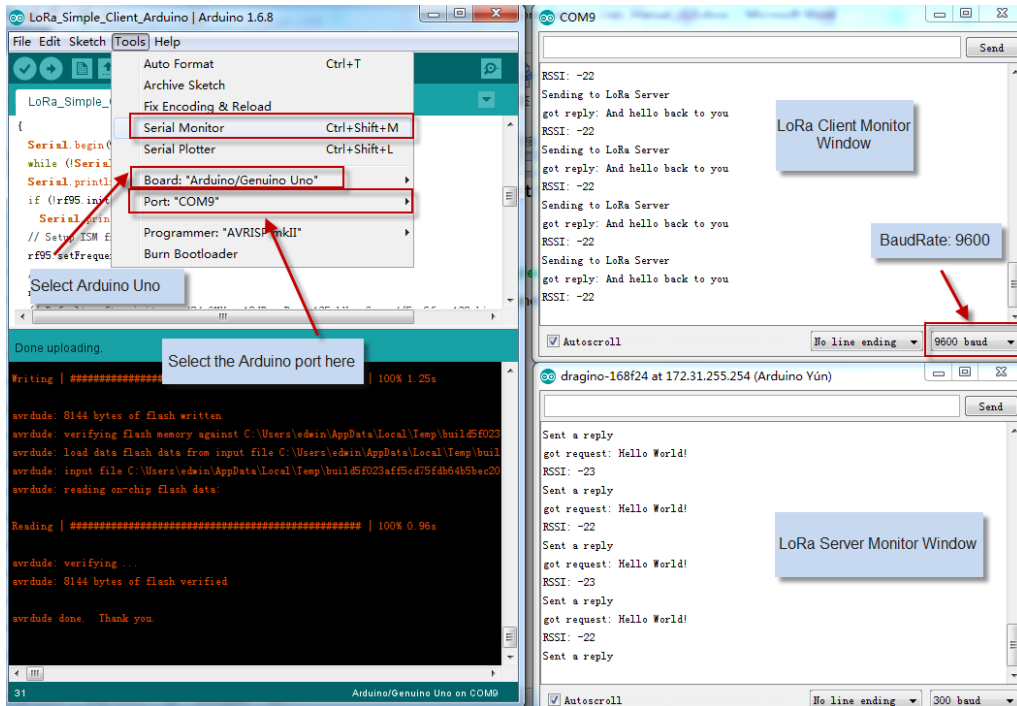 LoRa_Simple_Client_Arduino | Arduino 1.6.8
File Edit Sketch Tools Help
Auto Format Ctrl+T
Archive Sketch
Fix Encoding & Reload
Serial Monitor Ctrl+Shift+M
Serial Plotter Ctrl+Shift+L
Board: "Arduino/Genuino Uno"
Port: "COM9"
Programmer: "AVRISP mkII"
Burn Bootloader
LoRa_Simple_
{
Serial.begin(
while (!Seria
Serial.printl
if (!rf95.init
Serial.prin
// Setup ISM f
rf95.setFreque
Select Arduino Uno
Select the Arduino port here
Done uploading.
Writing | ################ | 100% 1.25s
avrdude: 8144 bytes of flash written
avrdude: verifying flash memory against C:\Users\edwin\AppData\Local\Temp\build5f023
avrdude: load data flash data from input file C:\Users\edwin\AppData\Local\Temp\buil
avrdude: input file C:\Users\edwin\AppData\Local\Temp\build5f023aff5cd75fdb64b5bec20
avrdude: reading on-chip flash data:
Reading | ################################################## | 100% 0.96s
avrdude: verifying ...
avrdude: 8144 bytes of flash verified
avrdude done. Thank you.
31 Arduino/Genuino Uno on COM9
COM9
Send
RSSI: -22
Sending to LoRa Server
got reply: And hello back to you
RSSI: -22
Sending to LoRa Server
got reply: And hello back to you
RSSI: -22
Sending to LoRa Server
got reply: And hello back to you
RSSI: -22
Sending to LoRa Server
got reply: And hello back to you
RSSI: -22
LoRa Client Monitor
Window
BaudRate: 9600
Autoscroll No line ending 9600 baud
dragino-168f24 at 172.31.255.254 (Arduino Yún)
Send
Sent a reply
got request: Hello World!
RSSI: -23
Sent a reply
got request: Hello World!
RSSI: -22
Sent a reply
got request: Hello World!
RSSI: -23
Sent a reply
got request: Hello World!
RSSI: -22
Sent a reply
LoRa Server Monitor Window
Autoscroll No line ending 300 baud